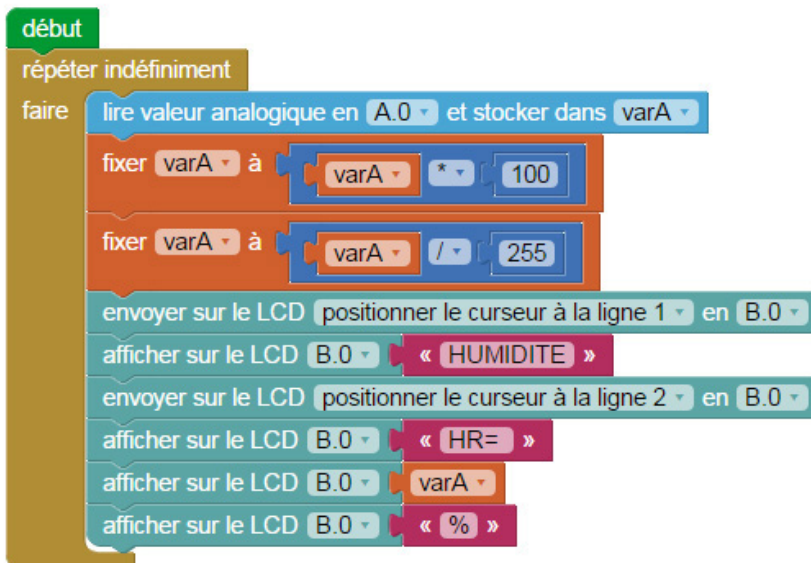 début
répéter indéfiniment
faire lire valeur analogique en A.0 et stocker dans varA
fixer varA à varA * 100
fixer varA à varA / 255
envoyer sur le LCD positionner le curseur à la ligne 1 en B.0
afficher sur le LCD B.0 « HUMIDITE »
envoyer sur le LCD positionner le curseur à la ligne 2 en B.0
afficher sur le LCD B.0 « HR= »
afficher sur le LCD B.0 varA
afficher sur le LCD B.0 « % »